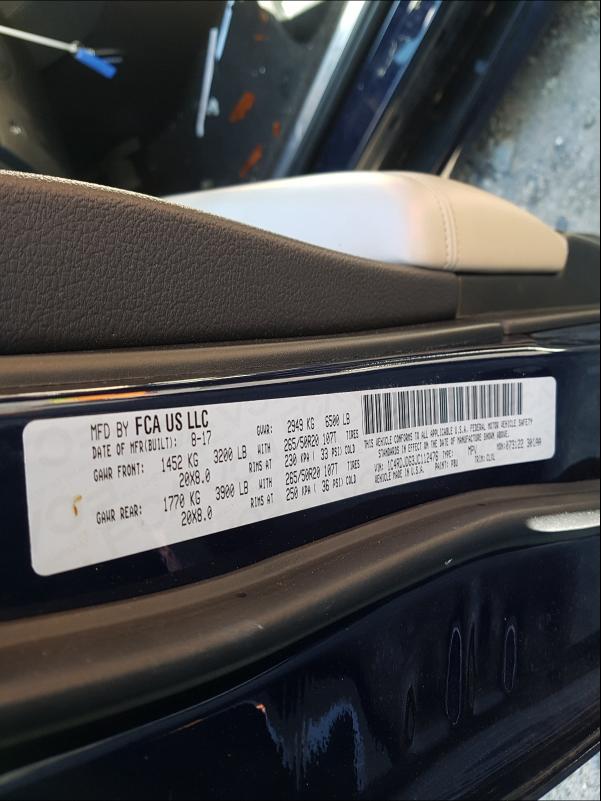 MFD BY FCA US LLC
DATE OF MFR(BUILT): 8-17 GVWR: 2949 KG 6500 LB
GAWR FRONT: 1452 KG 3200 LB WITH 265/50R20 107T TIRES
20X8.0 RIMS AT 230 KPA ( 33 PSI) COLD
GAWR REAR: 1770 KG 3900 LB WITH 265/50R20 107T TIRES
20X8.0 RIMS AT 250 KPA ( 36 PSI) COLD
THIS VEHICLE CONFORMS TO ALL APPLICABLE U.S.A. FEDERAL MOTOR VEHICLE SAFETY
STANDARDS IN EFFECT ON THE DATE OF MANUFACTURE SHOWN ABOVE.
VIN: TYPE: MPV
MADE IN U.S.A. PAINT: PBU TRIM: CLXL
MDH: